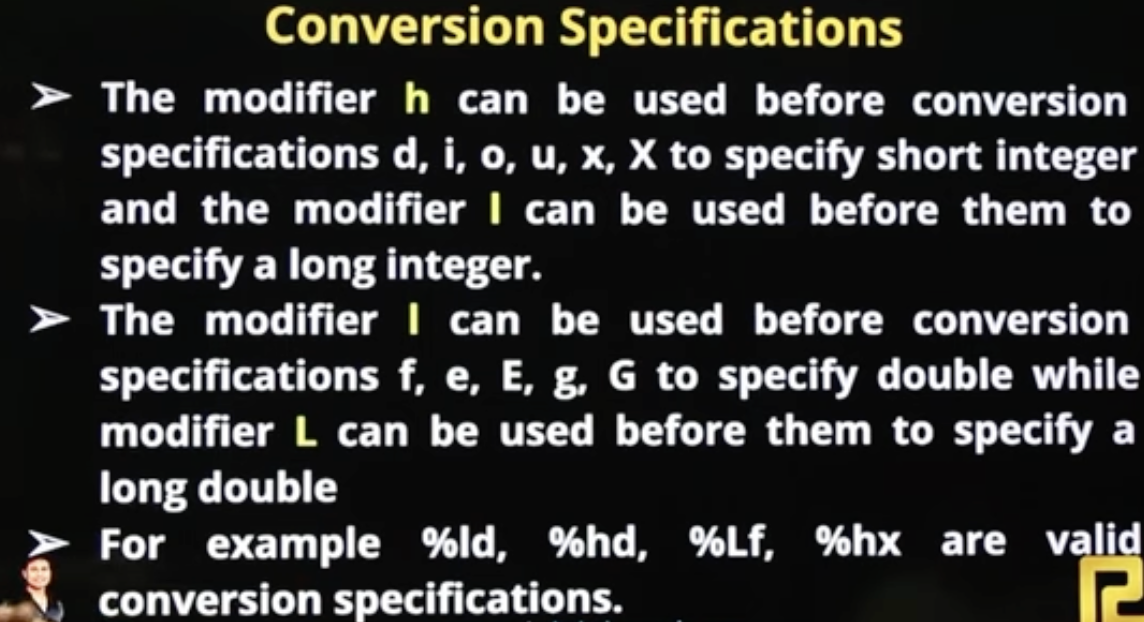 Conversion Specifications
➢ The modifier h can be used before conversion
specifications d, i, o, u, x, X to specify short integer
and the modifier l can be used before them to
specify a long integer.
➢ The modifier l can be used before conversion
specifications f, e, E, g, G to specify double while
modifier L can be used before them to specify a
long double
➢ For example %ld, %hd, %Lf, %hx are valid
conversion specifications.